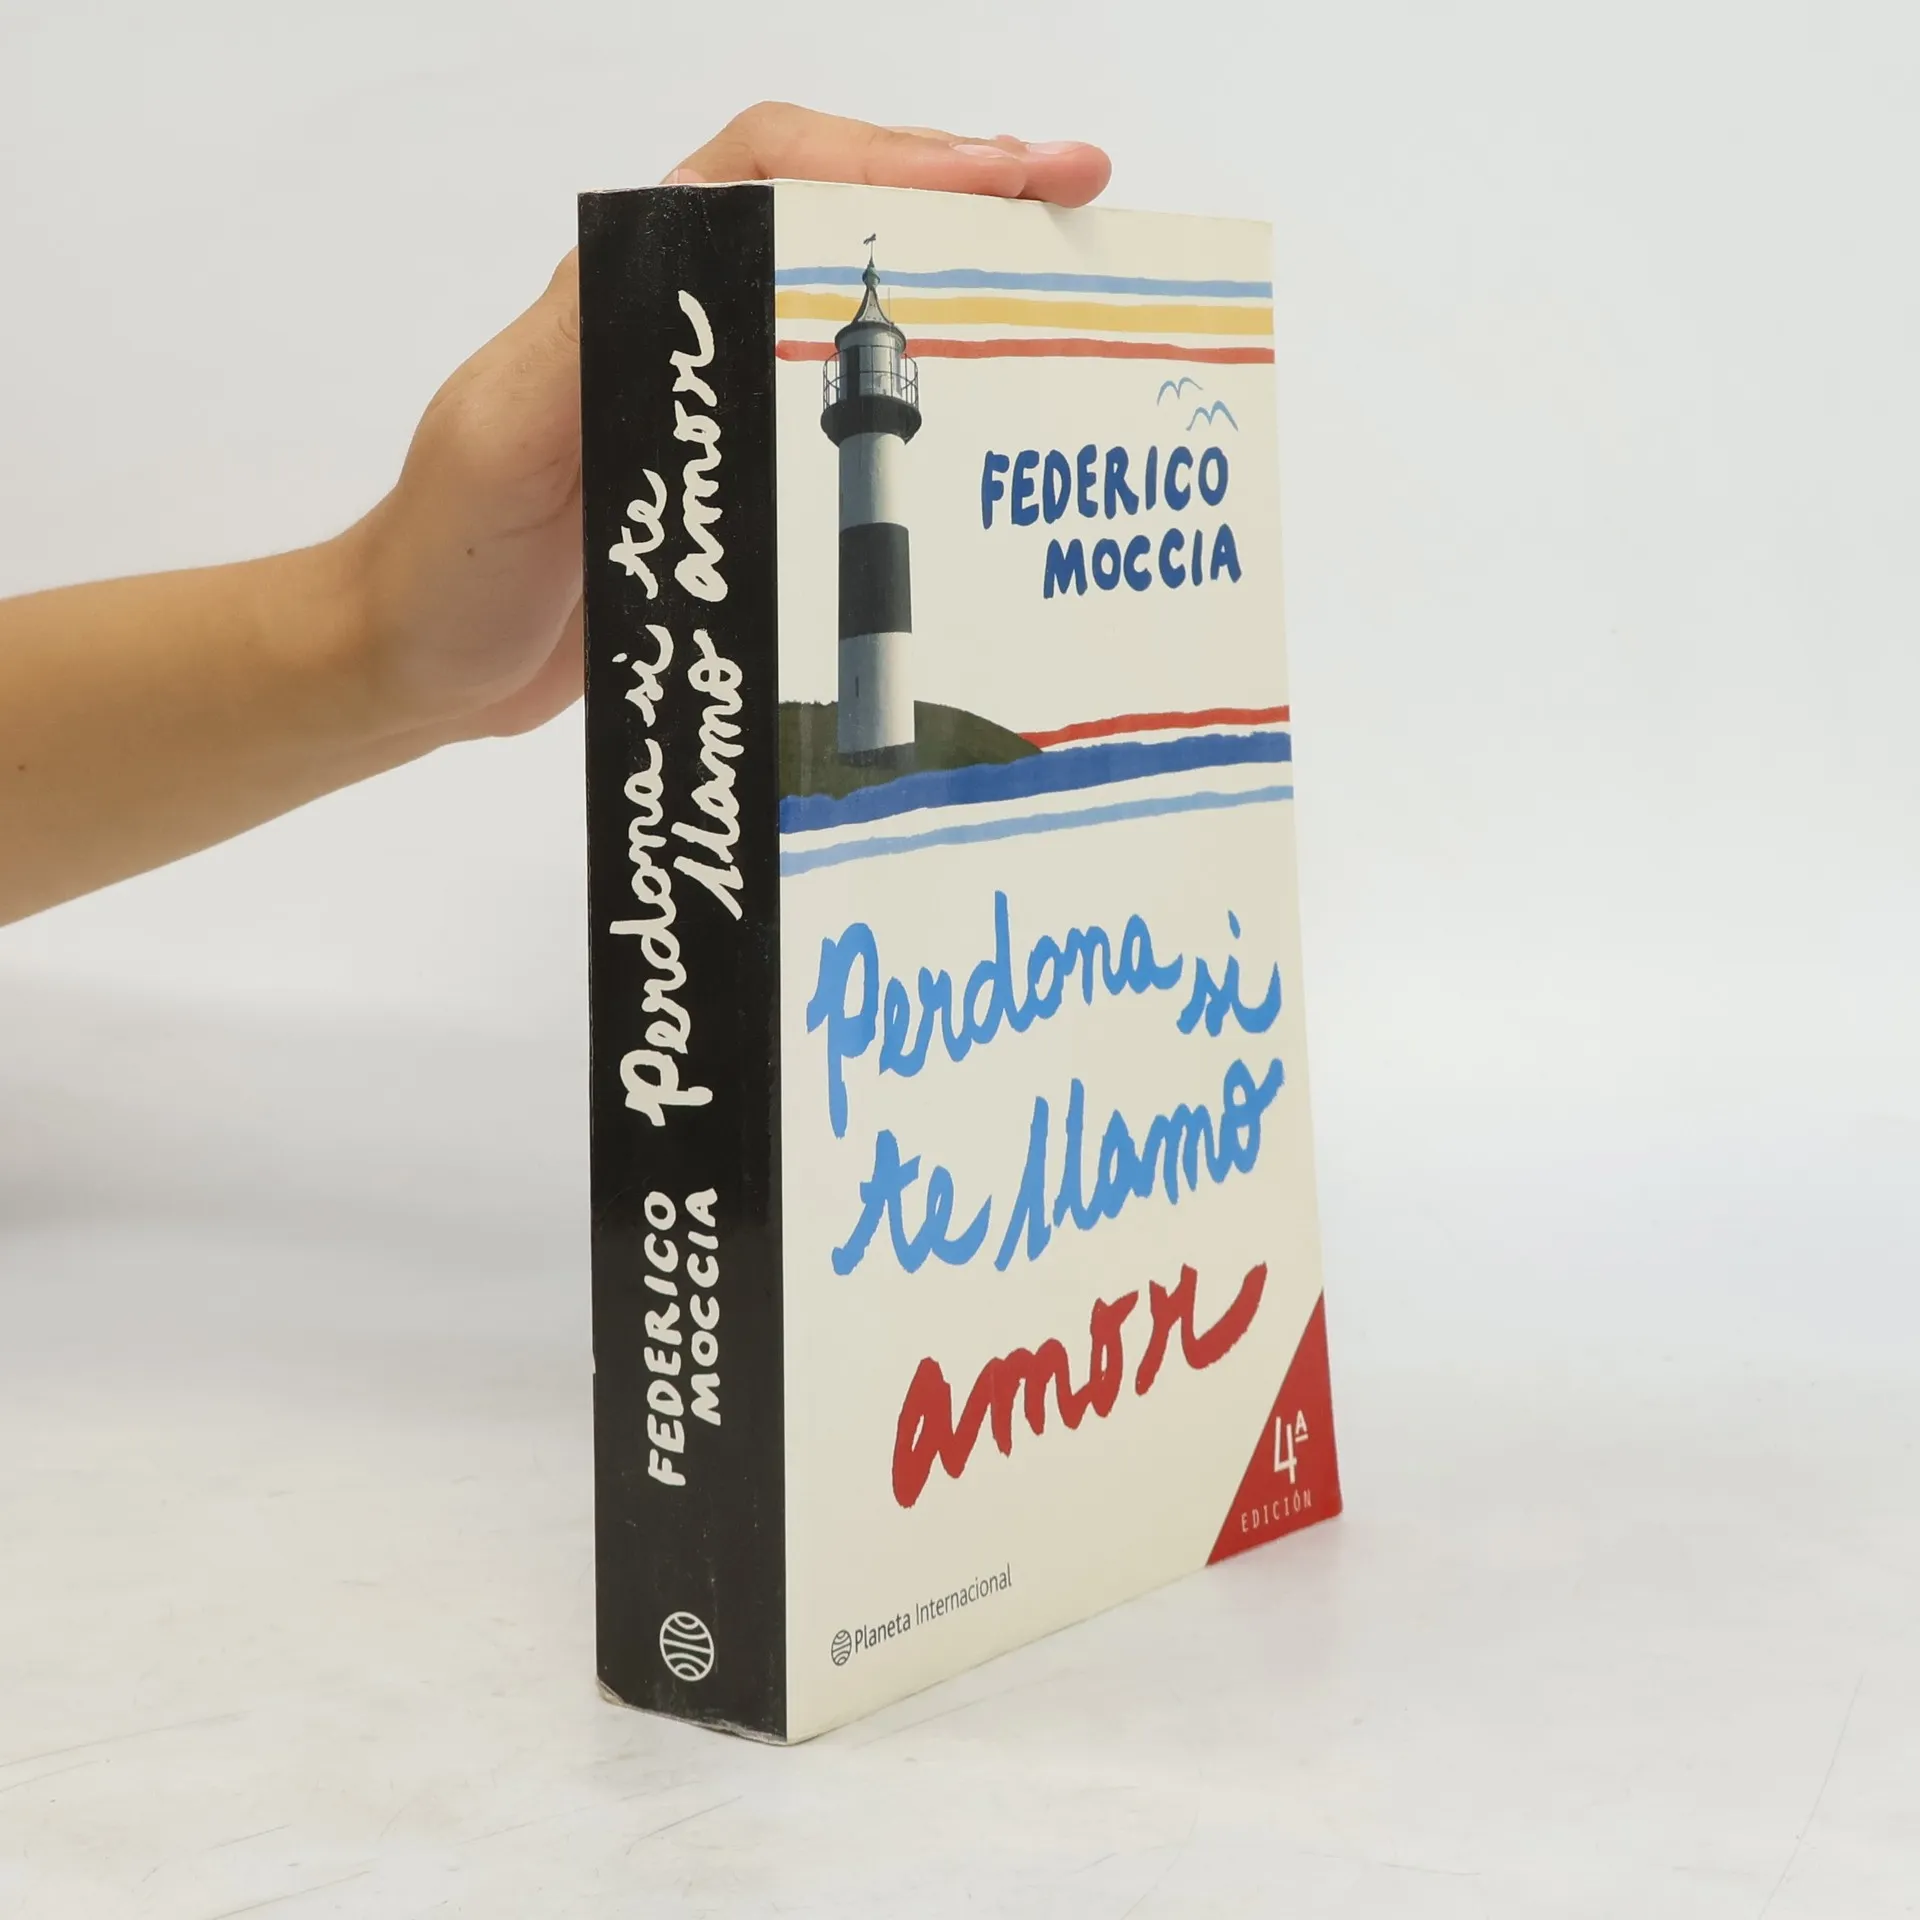 Perdona si te
llamo amor
FEDERICO
MOCCIA
FEDERICO
MOCCIA
Perdona si
te llamo
amor
4ª
EDICIÓN
Planeta Internacional